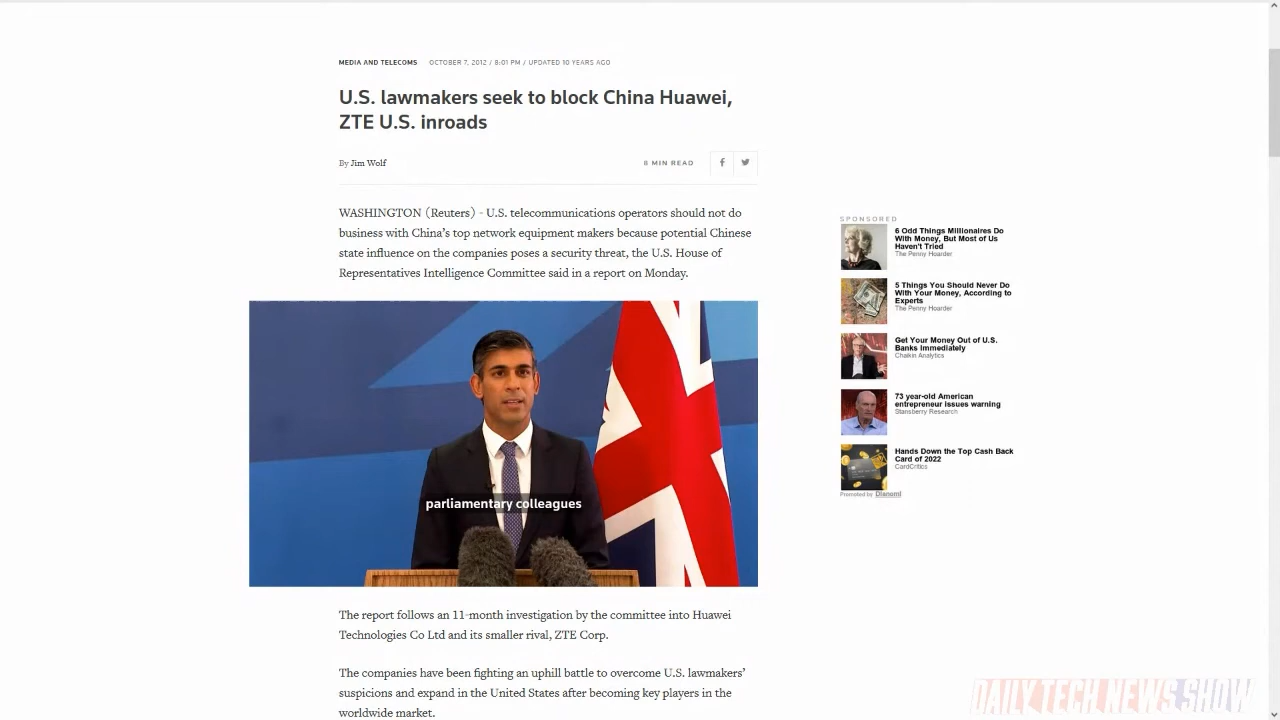 MEDIA AND TELECOMS OCTOBER 7, 2012 / 8:01 PM / UPDATED 10 YEARS AGO
U.S. lawmakers seek to block China Huawei,
ZTE U.S. inroads
By Jim Wolf
8 MIN READ
WASHINGTON (Reuters) - U.S. telecommunications operators should not do
business with China’s top network equipment makers because potential Chinese
state influence on the companies poses a security threat, the U.S. House of
Representatives Intelligence Committee said in a report on Monday.
parliamentary colleagues
The report follows an 11-month investigation by the committee into Huawei
Technologies Co Ltd and its smaller rival, ZTE Corp.
The companies have been fighting an uphill battle to overcome U.S. lawmakers’
suspicions and expand in the United States after becoming key players in the
worldwide market.
SPONSORED
6 Odd Things Millionaires Do
With Money, But Most of Us
Haven't Tried
The Penny Hoarder
5 Things You Should Never Do
With Your Money, According to
Experts
The Penny Hoarder
Get Your Money Out of U.S.
Banks Immediately
Chaikin Analytics
73 year-old American
entrepreneur issues warning
Stansberry Research
Hands Down the Top Cash Back
Card of 2022
CardCritics
Promoted by Dianomi
DAILY TECH NEWS SHOW